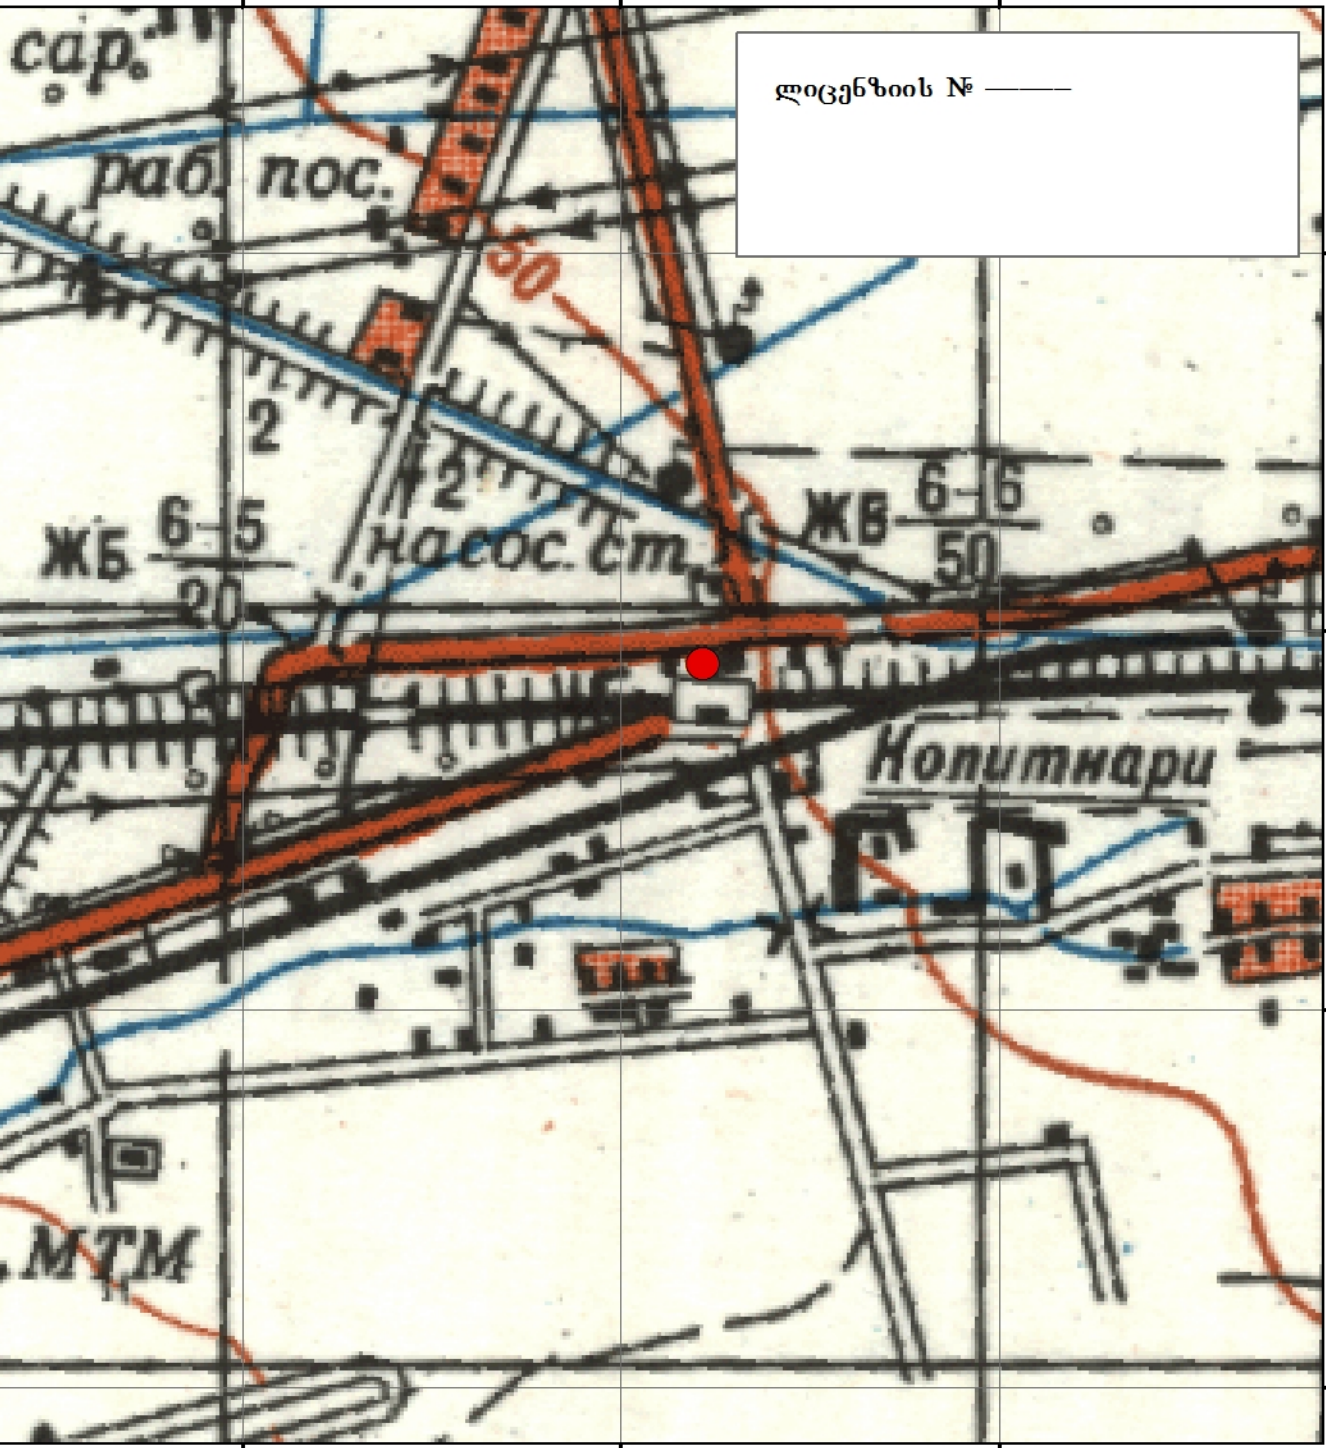 сар.
ლიცენზიის № ———
раб. пос.
50
2
2
6-5
ЖБ
20
насос. ст.
6-6
ЖБ
50
Копитнари
МТМ